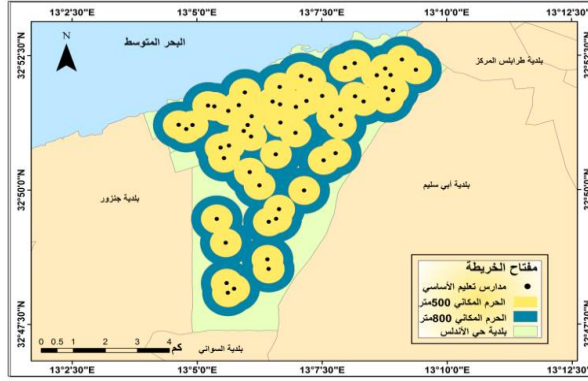 13°2'30"E 13°5'0"E 13°7'30"E 13°10'0"E 13°12'30"E
32°52'30"N 32°52'30"N
البحر المتوسط
N
بلدية طرابلس المركز
32°50'0"N 32°50'0"N
بلدية جنزور
بلدية أبي سليم
مفتاح الخريطة
مدارس تعليم الأساسي
الحرم المكاني 500متر
الحرم المكاني 800متر
بلدية حي الأندلس
32°47'30"N 32°47'30"N
0 0.5 1 2 3 4 كم
بلدية السواني
13°2'30"E 13°5'0"E 13°7'30"E 13°10'0"E 13°12'30"E